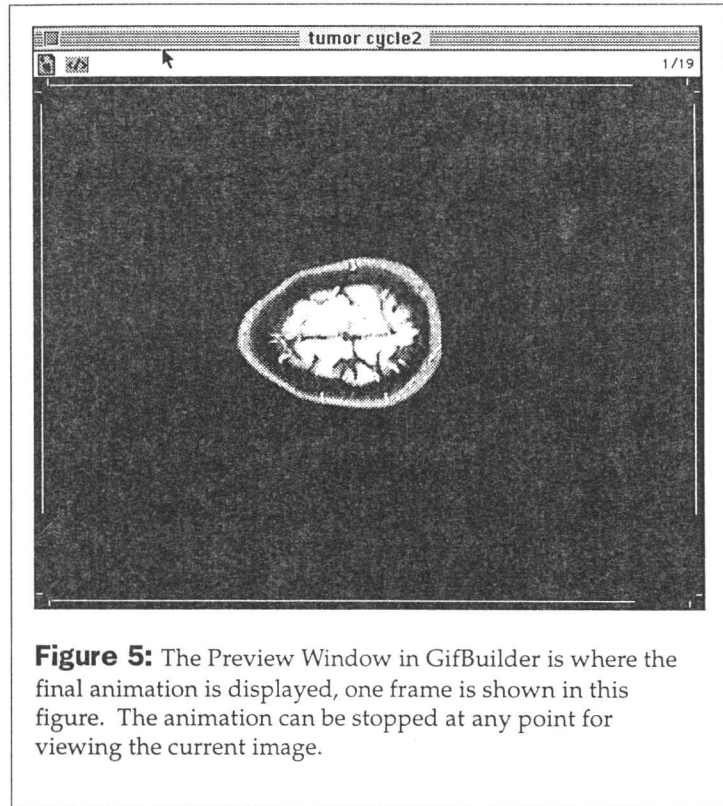 tumor cycle2
</> 1/19
Figure 5: The Preview Window in GifBuilder is where the
final animation is displayed, one frame is shown in this
figure. The animation can be stopped at any point for
viewing the current image.